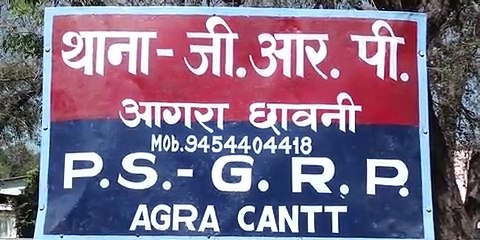 थाना - जी. आर. पी.
आगरा छावनी
MOb.9454404418
P.S.- G. R. P.
AGRA CANTT